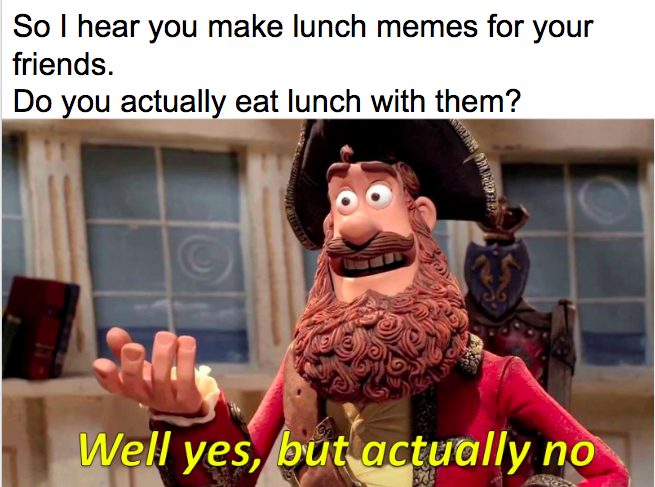 So I hear you make lunch memes for your
friends.
Do you actually eat lunch with them?
Well yes, but actually no